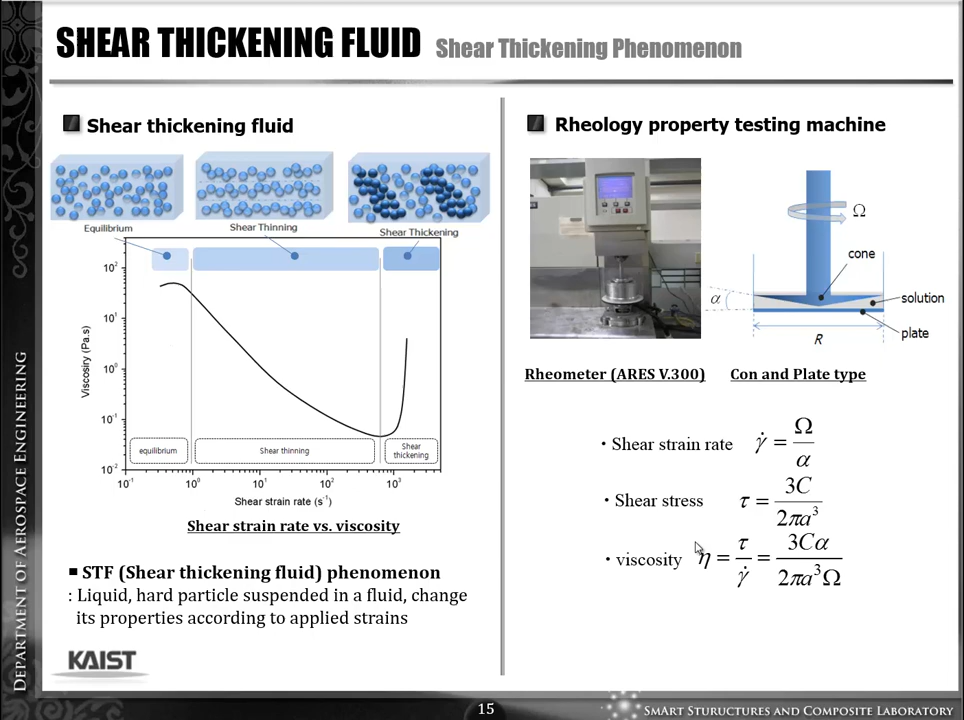 SHEAR THICKENING FLUID Shear Thickening Phenomenon
Shear thickening fluid
Equilibrium
Shear Thinning
Shear Thickening
10²
10¹
10⁰
10⁻¹
10⁻²
Viscosiry (Pa.s)
equilibrium
Shear thinning
Shear
thickening
10⁻¹ 10⁰ 10¹ 10² 10³
Shear strain rate (s⁻¹)
Shear strain rate vs. viscosity
■ STF (Shear thickening fluid) phenomenon
: Liquid, hard particle suspended in a fluid, change
its properties according to applied strains
KAIST
Rheology property testing machine
Ω
cone
α
solution
plate
R
Rheometer (ARES V.300)
Con and Plate type
· Shear strain rate γ̇ = Ω/α
· Shear stress τ = 3C/2πa³
· viscosity η = τ/γ̇ = 3Cα/2πa³Ω
DEPARTMENT OF AEROSPACE ENGINEERING
15
SMART STURUCTURES AND COMPOSITE LABORATORY